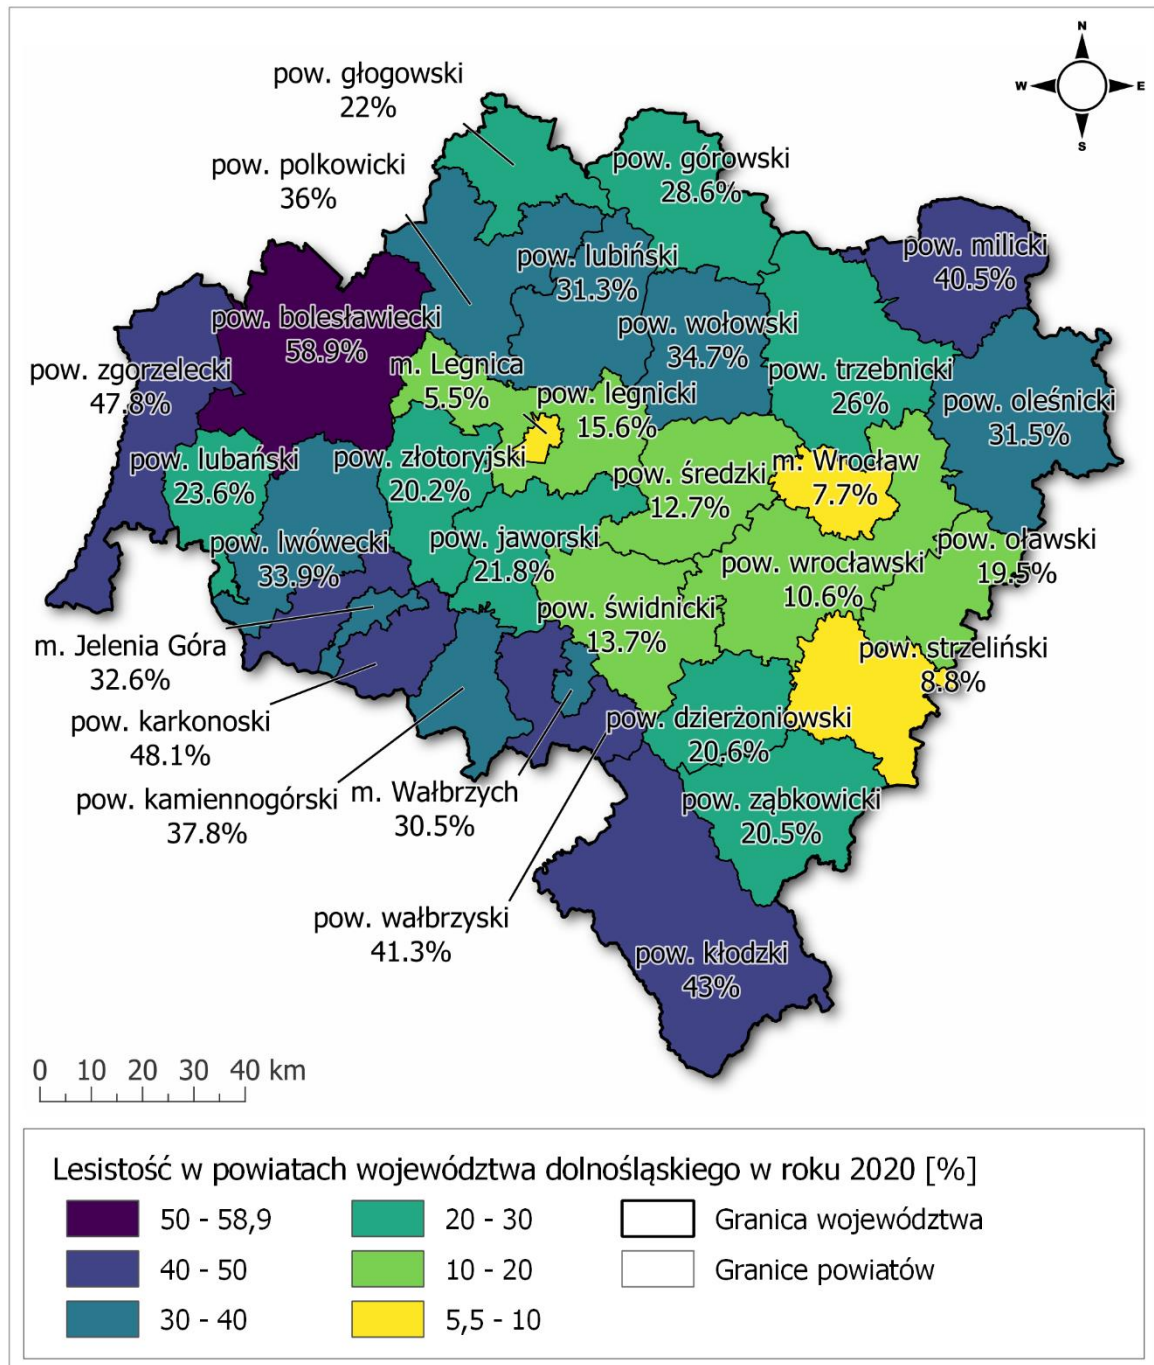 N
W
E
S
pow. głogowski
22%
pow. polkowicki
36%
pow. górowski
28.6%
pow. milicki
40.5%
pow. lubiński
31.3%
pow. bolesławiecki
58.9%
pow. wołowski
34.7%
pow. zgorzelecki
47.8%
m. Legnica
5.5%
pow. legnicki
15.6%
pow. trzebnicki
26%
pow. oleśnicki
31.5%
pow. lubański
23.6%
pow. złotoryjski
20.2%
pow. średzki
12.7%
m. Wrocław
7.7%
pow. lwówecki
33.9%
pow. jaworski
21.8%
pow. wrocławski
10.6%
pow. oławski
19.5%
pow. świdnicki
13.7%
m. Jelenia Góra
32.6%
pow. strzeliński
8.8%
pow. karkonoski
48.1%
pow. dzierżoniowski
20.6%
pow. kamiennogórski
37.8%
m. Wałbrzych
30.5%
pow. ząbkowicki
20.5%
pow. wałbrzyski
41.3%
pow. kłodzki
43%
0 10 20 30 40 km
Lesistość w powiatach województwa dolnośląskiego w roku 2020 [%]
50 - 58,9
40 - 50
30 - 40
20 - 30
10 - 20
5,5 - 10
Granica województwa
Granice powiatów